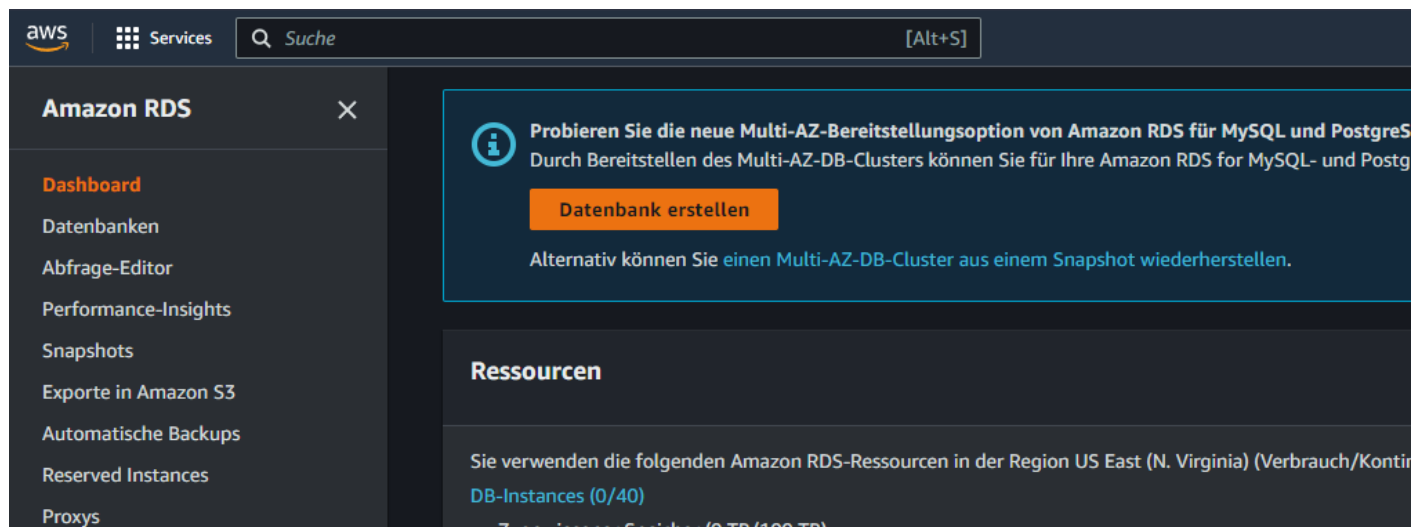 aws
Services
Suche
[Alt+S]
Amazon RDS
Dashboard
Datenbanken
Abfrage-Editor
Performance-Insights
Snapshots
Exporte in Amazon S3
Automatische Backups
Reserved Instances
Proxys
Probieren Sie die neue Multi-AZ-Bereitstellungsoption von Amazon RDS für MySQL und PostgreS
Durch Bereitstellen des Multi-AZ-DB-Clusters können Sie für Ihre Amazon RDS for MySQL- und Postg
Datenbank erstellen
Alternativ können Sie einen Multi-AZ-DB-Cluster aus einem Snapshot wiederherstellen.
Ressourcen
Sie verwenden die folgenden Amazon RDS-Ressourcen in der Region US East (N. Virginia) (Verbrauch/Kontin
DB-Instances (0/40)